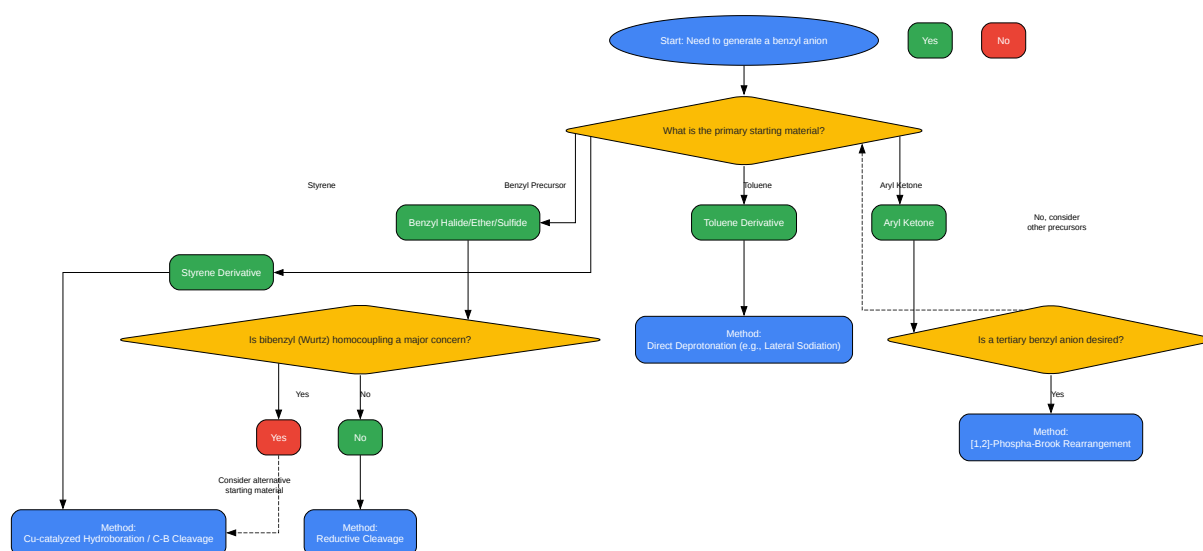 Start: Need to generate a benzyl anion
Yes
No
What is the primary starting material?
Styrene
Benzyl Precursor
Toluene
Aryl Ketone
Benzyl Halide/Ether/Sulfide
Toluene Derivative
Aryl Ketone
No, consider
other precursors
Styrene Derivative
Is bibenzyl (Wurtz) homocoupling a major concern?
Method:
Direct Deprotonation (e.g., Lateral Sodiation)
Is a tertiary benzyl anion desired?
Yes
No
Yes
Yes
No
Method:
[1,2]-Phospha-Brook Rearrangement
Consider alternative
starting material
Method:
Cu-catalyzed Hydroboration / C-B Cleavage
Method:
Reductive Cleavage